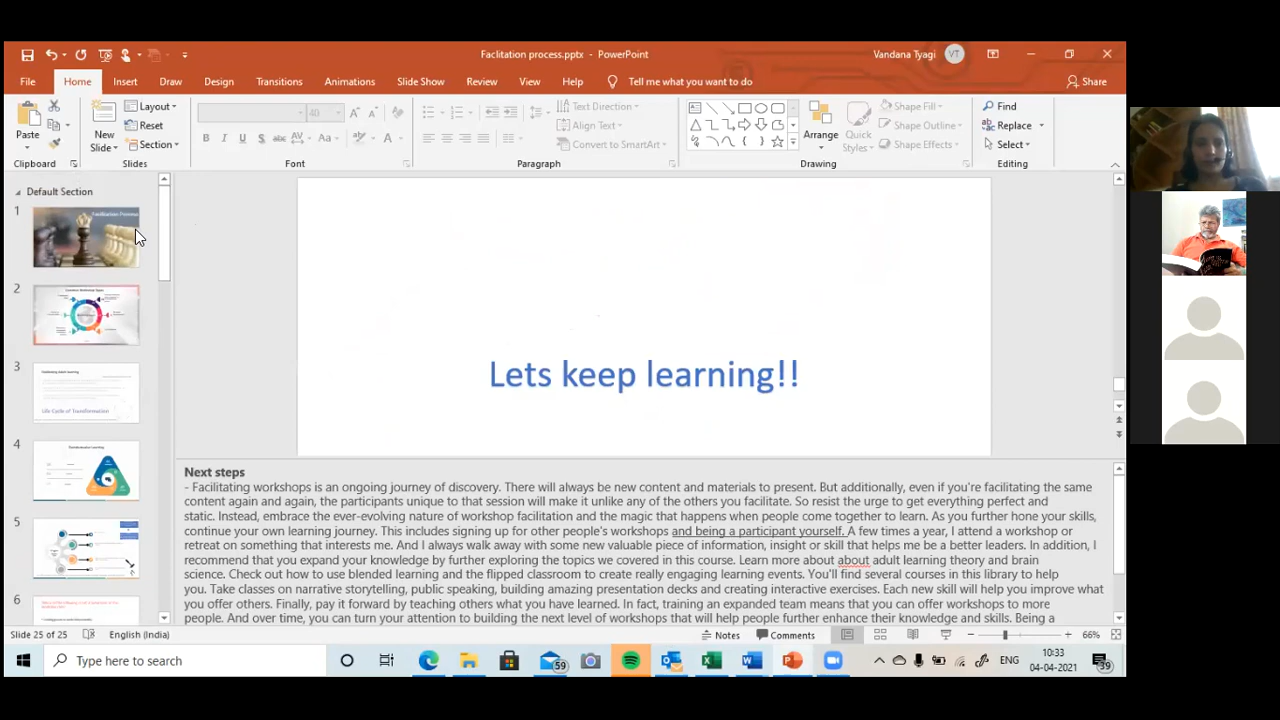 Faclitation process.pptx - PowerPoint
Vandana Tyagi
VT
File Home Insert Draw Design Transitions Animations Slide Show Review View Help Tell me what you want to do
Share
Paste
Clipboard
New Slide
Layout
Reset
Section
Slides
40
B I U S abc AV Aa A
Font
Text Direction
Align Text
Convert to SmartArt
Paragraph
Arrange
Quick Styles
Shape Fill
Shape Outline
Shape Effects
Drawing
Find
Replace
Select
Editing
Default Section
1
Facilitation Process
2
3
Life Cycle of Transformation
4
5
6
Lets keep learning!!
Next steps
- Facilitating workshops is an ongoing journey of discovery. There will always be new content and materials to present. But additionally, even if you're facilitating the same
content again and again, the participants unique to that session will make it unlike any of the others you facilitate. So resist the urge to get everything perfect and
static. Instead, embrace the ever-evolving nature of workshop facilitation and the magic that happens when people come together to learn. As you further hone your skills,
continue your own learning journey. This includes signing up for other people's workshops and being a participant yourself. A few times a year, I attend a workshop or
retreat on something that interests me. And I always walk away with some new valuable piece of information, insight or skill that helps me be a better leaders. In addition, I
recommend that you expand your knowledge by further exploring the topics we covered in this course. Learn more about about adult learning theory and brain
science. Check out how to use blended learning and the flipped classroom to create really engaging learning events. You'll find several courses in this library to help
you. Take classes on narrative storytelling, public speaking, building amazing presentation decks and creating interactive exercises. Each new skill will help you improve what
you offer others. Finally, pay it forward by teaching others what you have learned. In fact, training an expanded team means that you can offer workshops to more
people. And over time, you can turn your attention to building the next level of workshops that will help people further enhance their knowledge and skills. Being a
Slide 25 of 25
English (India)
Notes
Comments
66%
Type here to search
59
ENG
10:33
04-04-2021
39